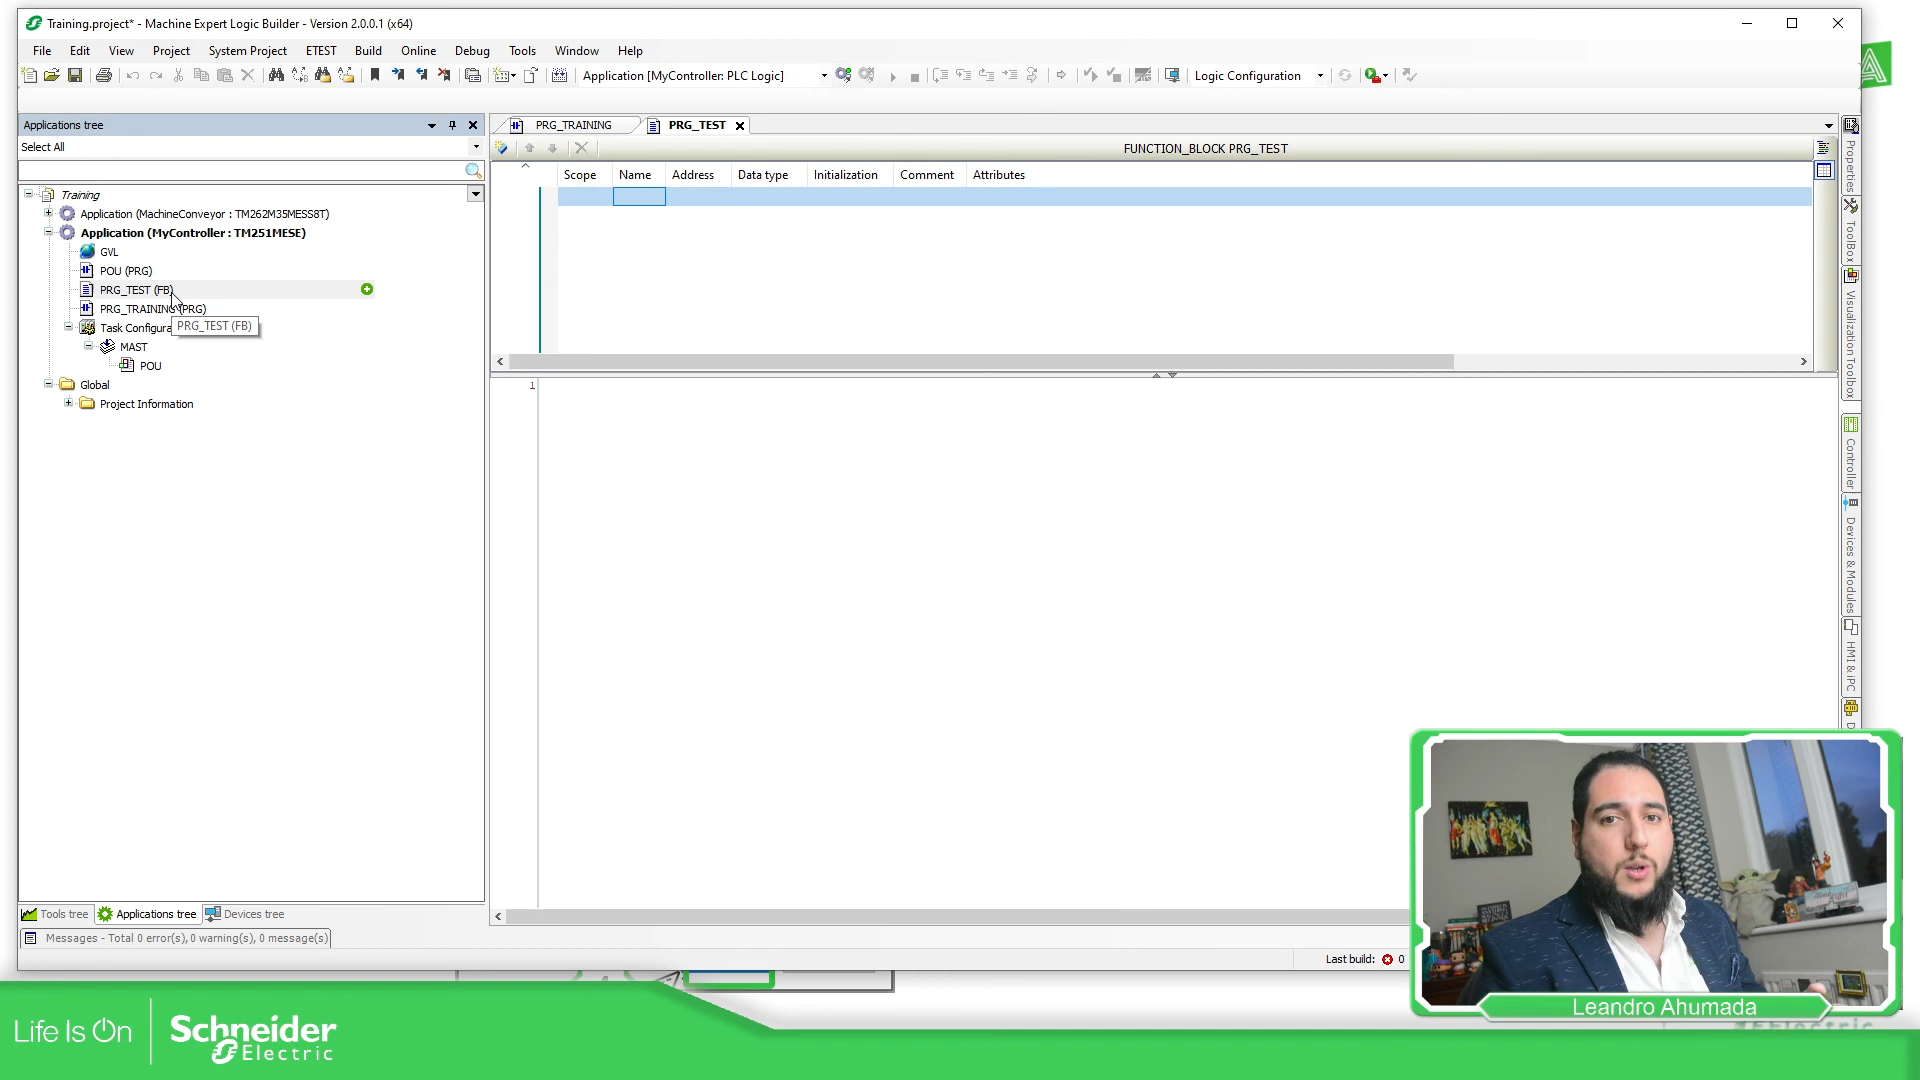 Training.project* - Machine Expert Logic Builder - Version 2.0.0.1 (x64)
File Edit View Project System Project ETEST Build Online Debug Tools Window Help
Application [MyController: PLC Logic] Logic Configuration
Applications tree
Select All
Training
Application (MachineConveyor : TM262M35MESS8T)
Application (MyController : TM251MESE)
GVL
POU (PRG)
PRG_TEST (FB)
PRG_TRAINING (PRG)
Task Configura
PRG_TEST (FB)
MAST
POU
Global
Project Information
Tools tree Applications tree Devices tree
Messages - Total 0 error(s), 0 warning(s), 0 message(s)
PRG_TRAINING PRG_TEST
FUNCTION_BLOCK PRG_TEST
Scope Name Address Data type Initialization Comment Attributes
1
Last build: 0
Properties
ToolBox
Visualization Toolbox
Controller
Devices & Modules
HMI & iPC
D
Leandro Ahumada
Life Is On
Schneider
Electric